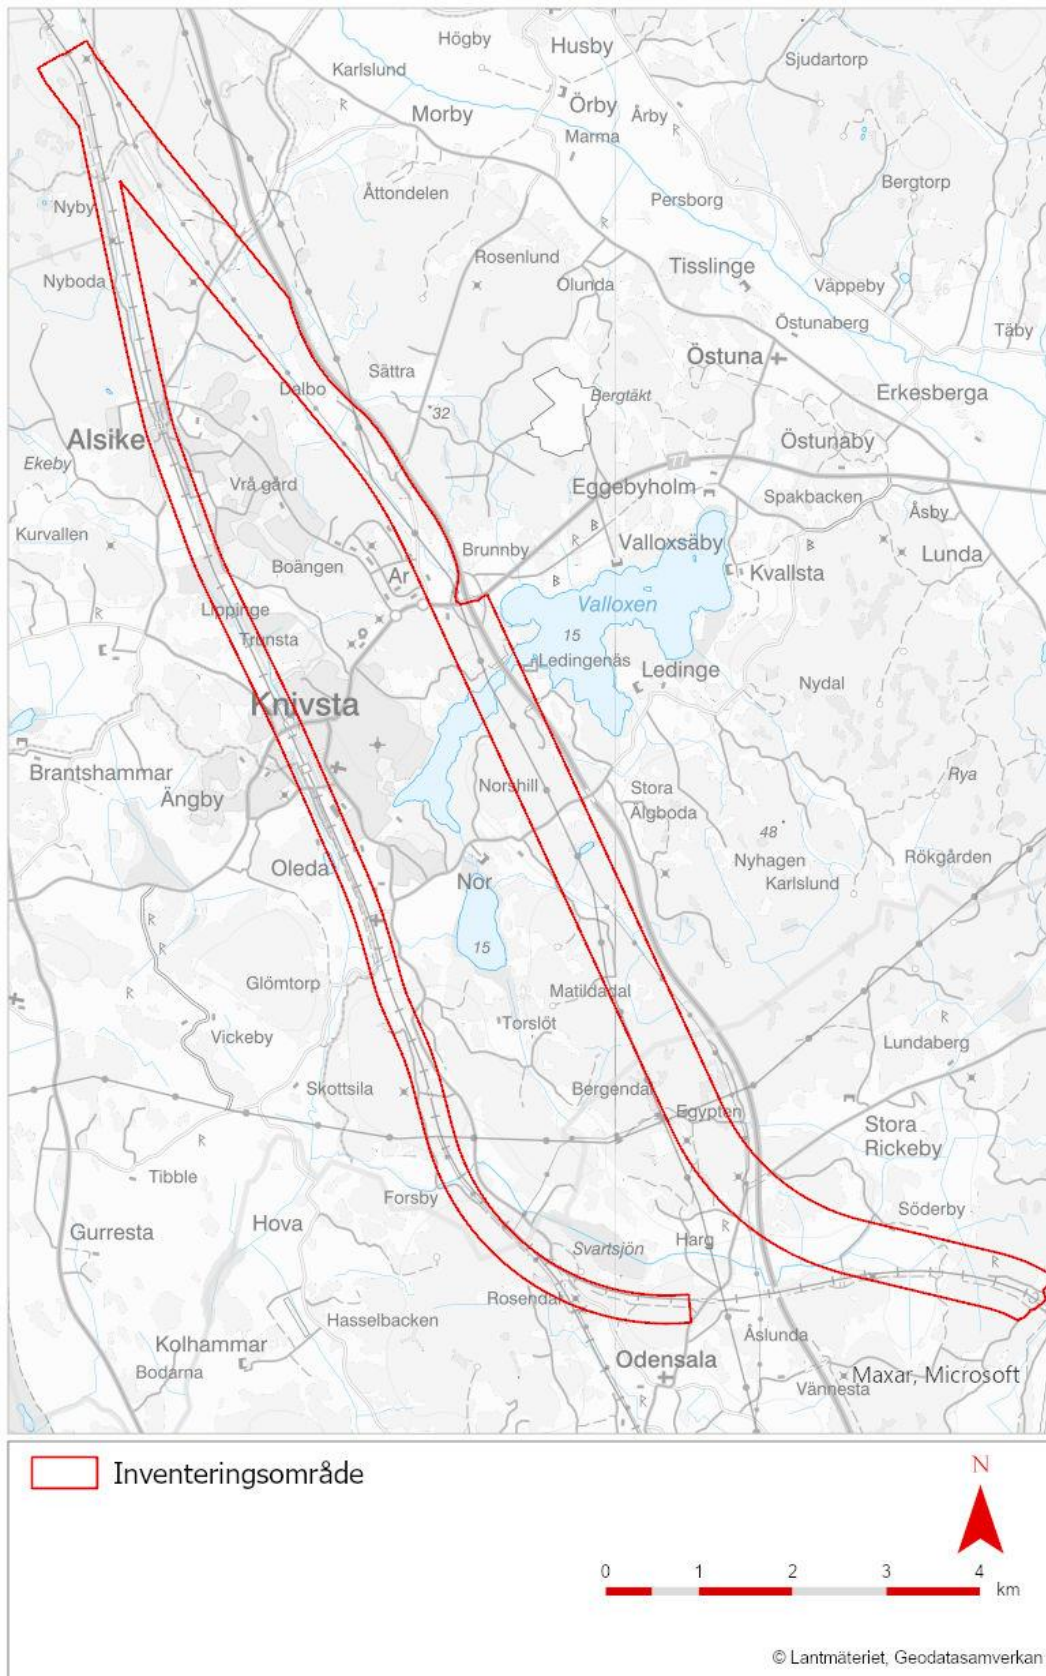 Högby
Husby
Sjudartorp
Karlslund
Örby
Morby
Årby
R
Marma
R
R
Bergtorp
Åttondelen
Persborg
Nyby
R
Rosenlund
Tisslinge
Nyboda
Olunda
Väppeby
Östunaberg
Täby
Sättra
Östuna
Dalbo
Bergtäkt
Erkesberga
32
Alsike
Östunaby
Ekeby
77
Vrå gård
Eggebyholm
Spakbacken
Åsby
Kurvallen
R
B
Valloxsäby
B
Lunda
Brunnby
Boängen
B
Kvallsta
Ar
Valloxen
Lippinge
R
15
Trunsta
Ledingenäs
Ledinge
Nydal
Knivsta
Brantshammar
Rya
Ängby
Norshill
Stora
Älgboda
48
Nyhagen
Rökgården
Oleda
Karlslund
Nor
R
R
15
Glömtorp
Matildadal
R
Torslöt
Vickeby
Lundaberg
Skottsila
Bergendal
Egypten
Stora
Rickeby
R
Tibble
Forsby
Söderby
Hova
R
Gurresta
Harg
Svartsjön
R
Rosendal
Hasselbacken
Åslunda
Kolhammar
Odensala
Bodarna
Maxar, Microsoft
Vännesta
Inventeringsområde
N
0 1 2 3 4
km
© Lantmäteriet, Geodatasamverkan